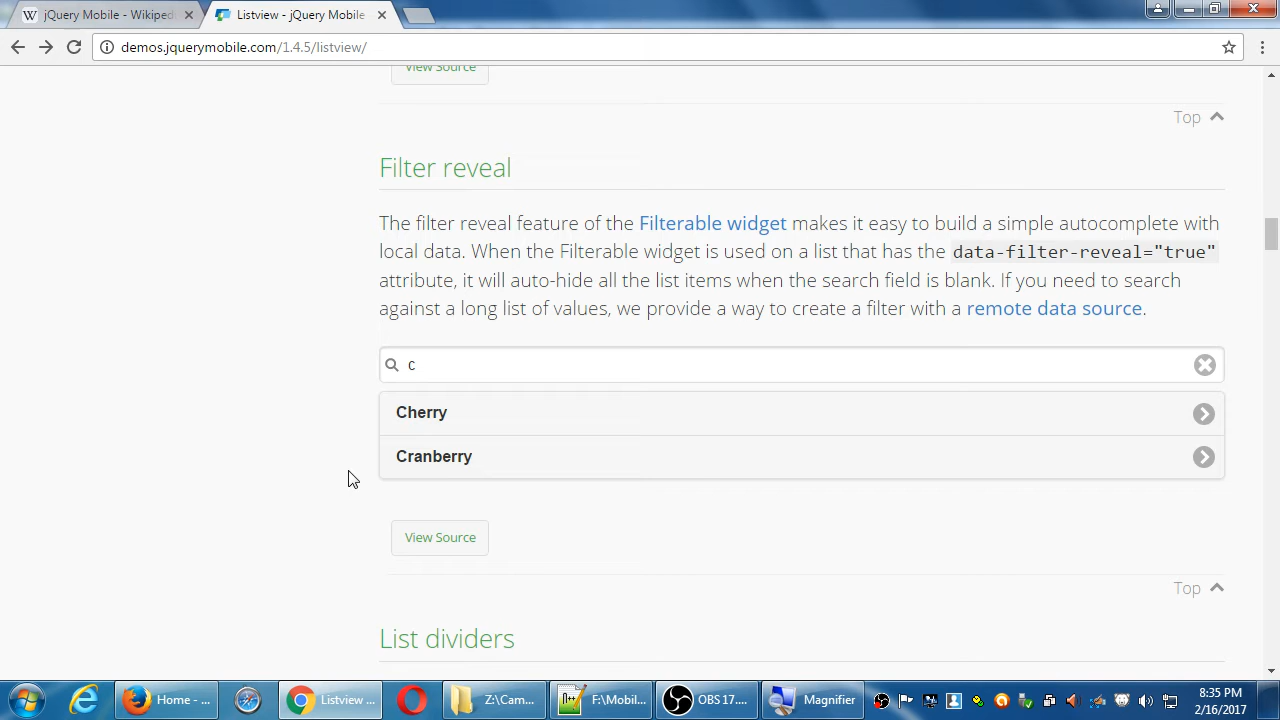 W jQuery Mobile - Wikiped
Listview - jQuery Mobile
demos.jquerymobile.com/1.4.5/listview/
View Source
Top
Filter reveal
The filter reveal feature of the Filterable widget makes it easy to build a simple autocomplete with
local data. When the Filterable widget is used on a list that has the data-filter-reveal="true"
attribute, it will auto-hide all the list items when the search field is blank. If you need to search
against a long list of values, we provide a way to create a filter with a remote data source.
c
Cherry
Cranberry
View Source
Top
List dividers
Home - ...
Listview ...
Z:\Cam...
F:\Mobil...
OBS 17....
Magnifier
8:35 PM
2/16/2017